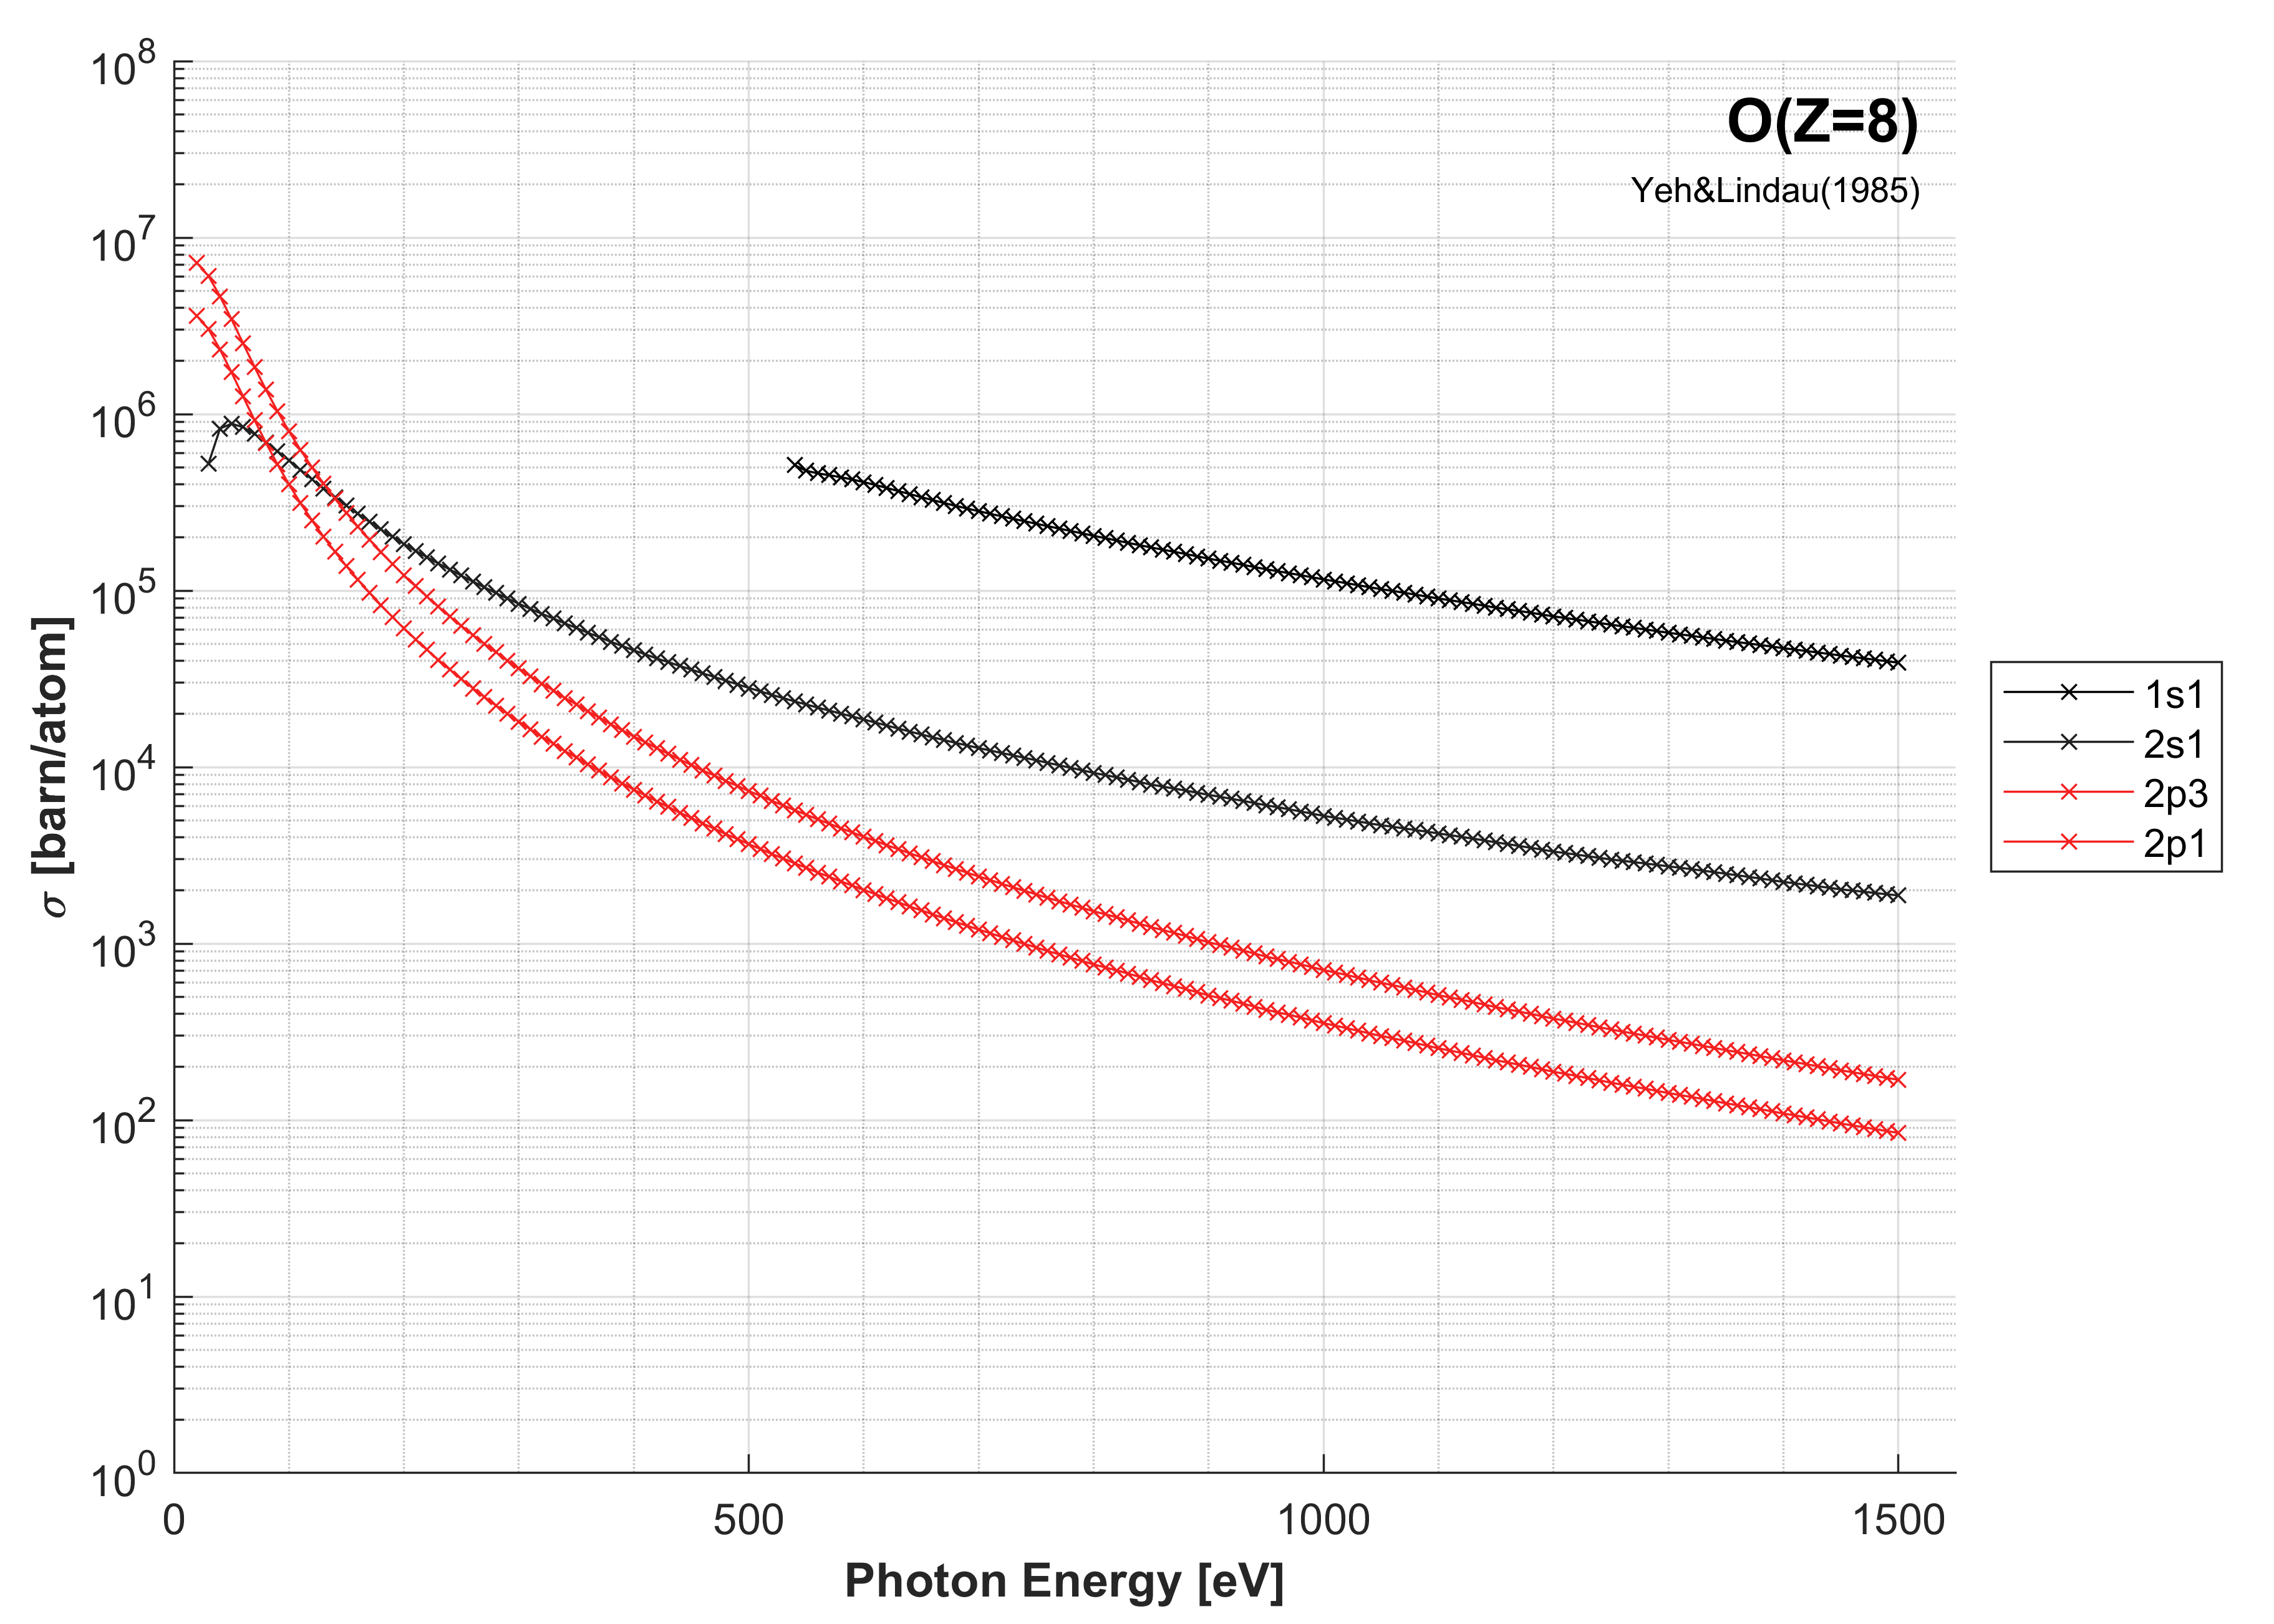 10^8
10^7
10^6
10^5
10^4
10^3
10^2
10^1
10^0
σ [barn/atom]
O(Z=8)
Yeh&Lindau(1985)
1s1
2s1
2p3
2p1
0 500 1000 1500
Photon Energy [eV]